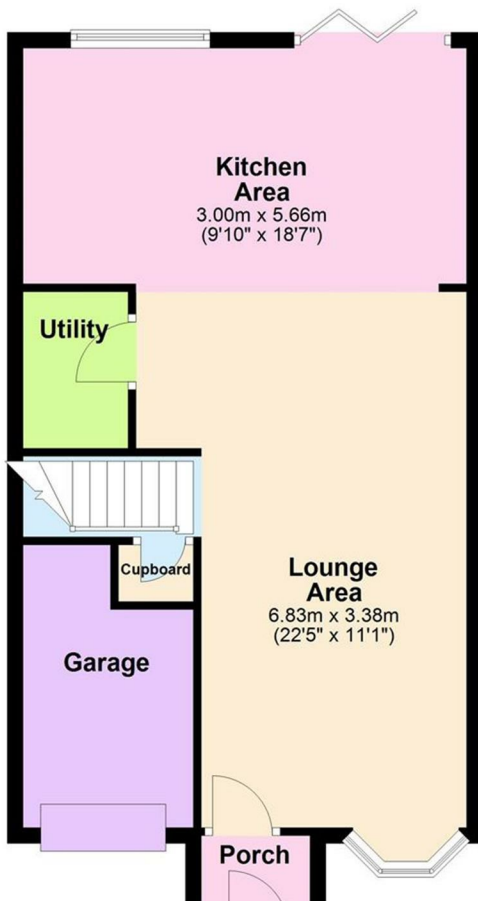 Kitchen
Area
3.00m x 5.66m
(9'10" x 18'7")
Utility
Cupboard
Lounge
Area
6.83m x 3.38m
(22'5" x 11'1")
Garage
Porch